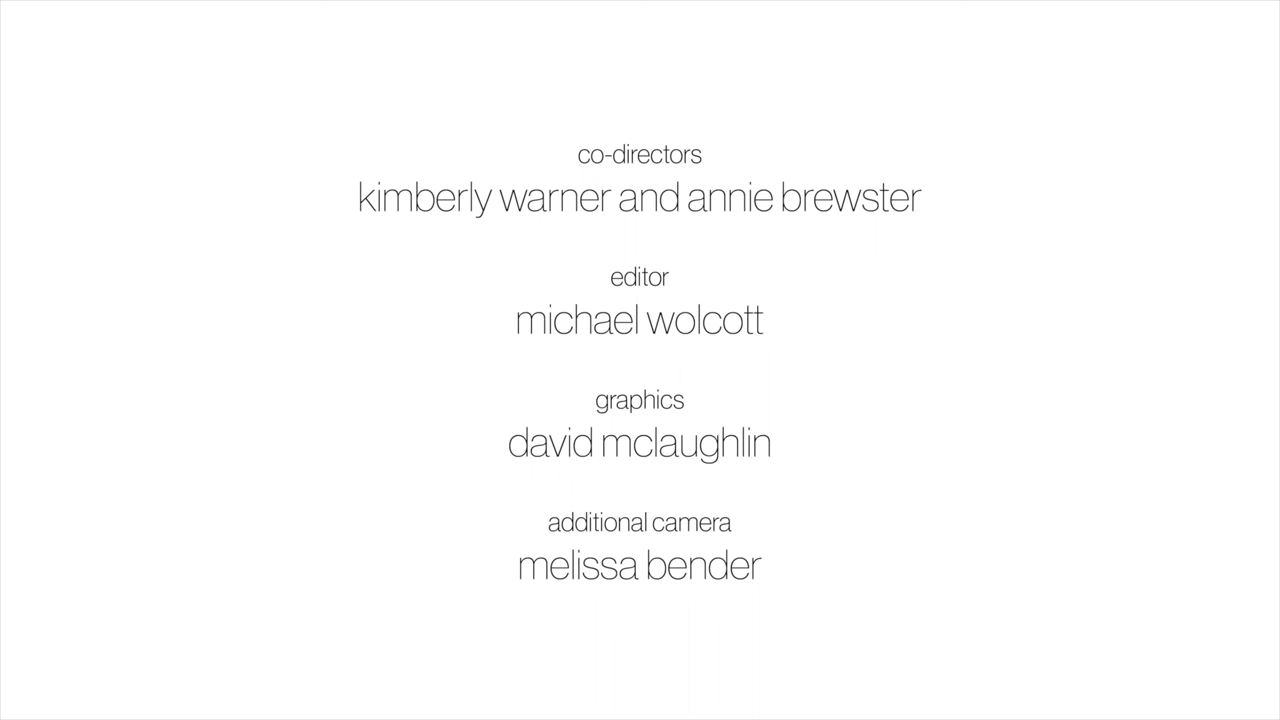 co-directors
kimberly warner and annie brewster
editor
michael wolcott
graphics
david mclaughlin
additional camera
melissa bender